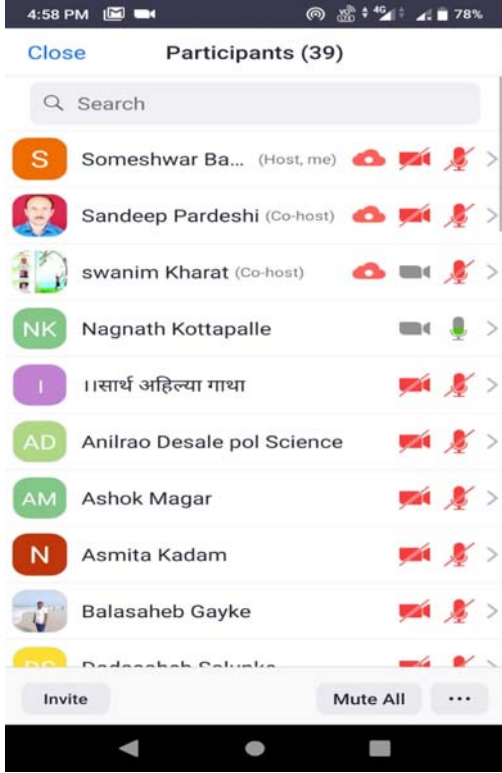 4:58 PM 4G 78%
Close Participants (39)
Search
S Someshwar Ba... (Host, me)
Sandeep Pardeshi (Co-host)
swanim Kharat (Co-host)
NK Nagnath Kottapalle
I ।।सार्थ अहिल्या गाथा
AD Anilrao Desale pol Science
AM Ashok Magar
N Asmita Kadam
Balasaheb Gayke
DS
Invite Mute All ...